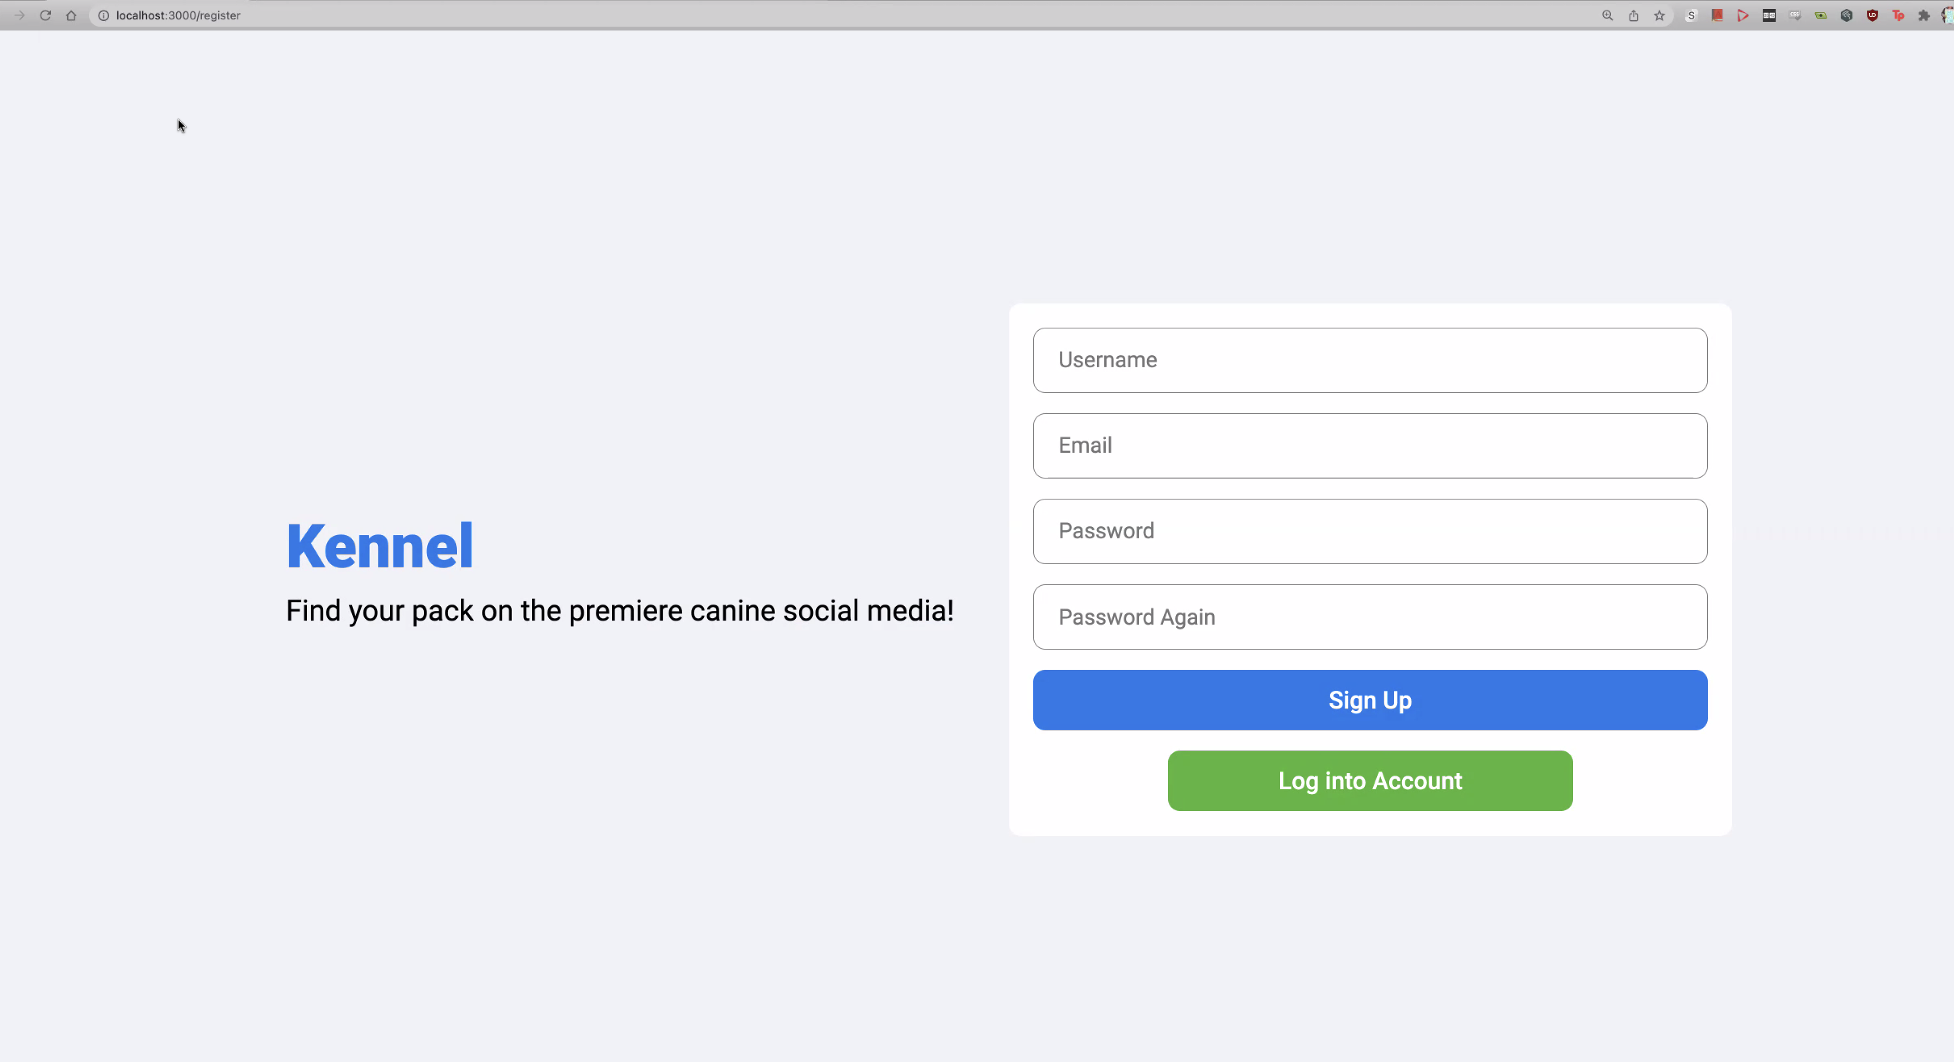 localhost:3000/register
Username
Email
Password
Kennel
Find your pack on the premiere canine social media!
Password Again
Sign Up
Log into Account